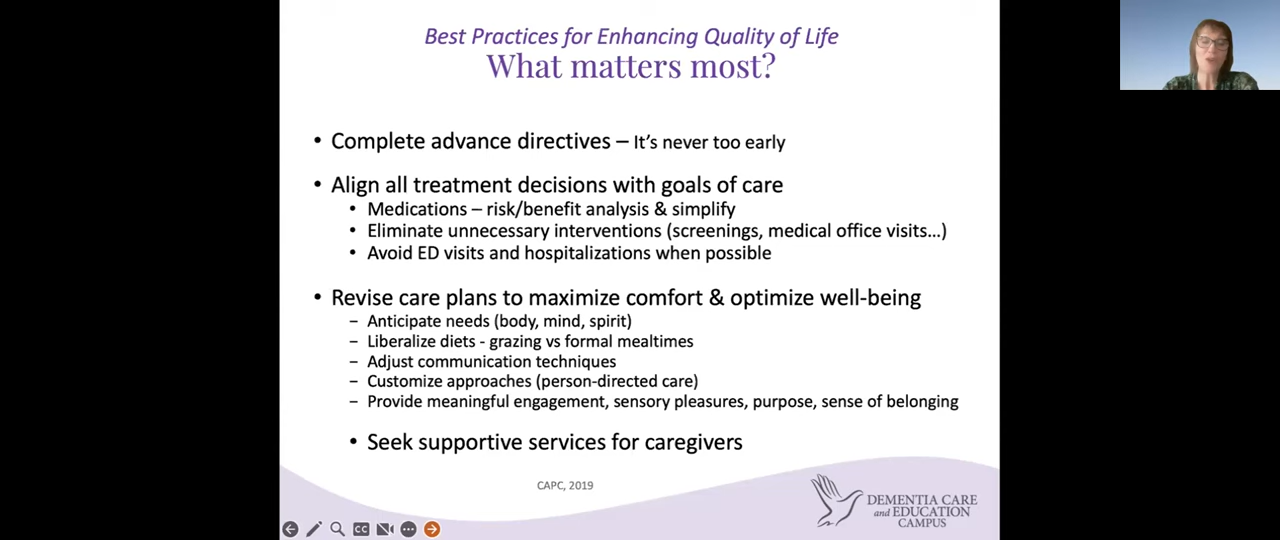 Best Practices for Enhancing Quality of Life
What matters most?
• Complete advance directives – It's never too early
• Align all treatment decisions with goals of care
• Medications – risk/benefit analysis & simplify
• Eliminate unnecessary interventions (screenings, medical office visits…)
• Avoid ED visits and hospitalizations when possible
• Revise care plans to maximize comfort & optimize well-being
– Anticipate needs (body, mind, spirit)
– Liberalize diets - grazing vs formal mealtimes
– Adjust communication techniques
– Customize approaches (person-directed care)
– Provide meaningful engagement, sensory pleasures, purpose, sense of belonging
• Seek supportive services for caregivers
CAPC, 2019
DEMENTIA CARE
and EDUCATION
CAMPUS
CC